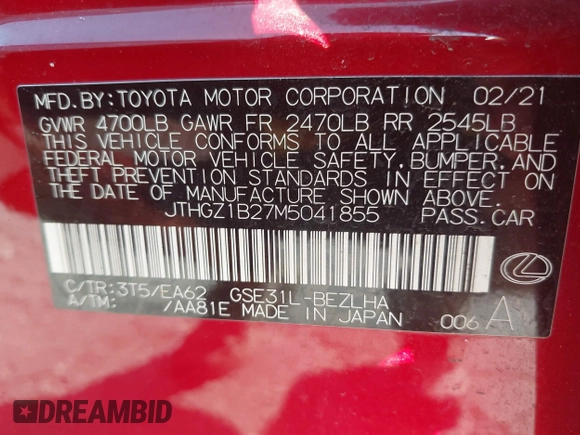 MFD.BY:TOYOTA MOTOR CORPORATION 02/21
GVWR 4700LB GAWR FR 2470LB RR 2545LB
THIS VEHICLE CONFORMS TO ALL APPLICABLE
FEDERAL MOTOR VEHICLE SAFETY,BUMPER,AND
THEFT PREVENTION STANDARDS IN EFFECT ON
THE DATE OF MANUFACTURE SHOWN ABOVE.
JTHGZ1B27M5041855 PASS.CAR
C/TR:3T5/EA62 GSE31L-BEZLHA
A/TM: /AA81E MADE IN JAPAN 006 A
DREAMBID